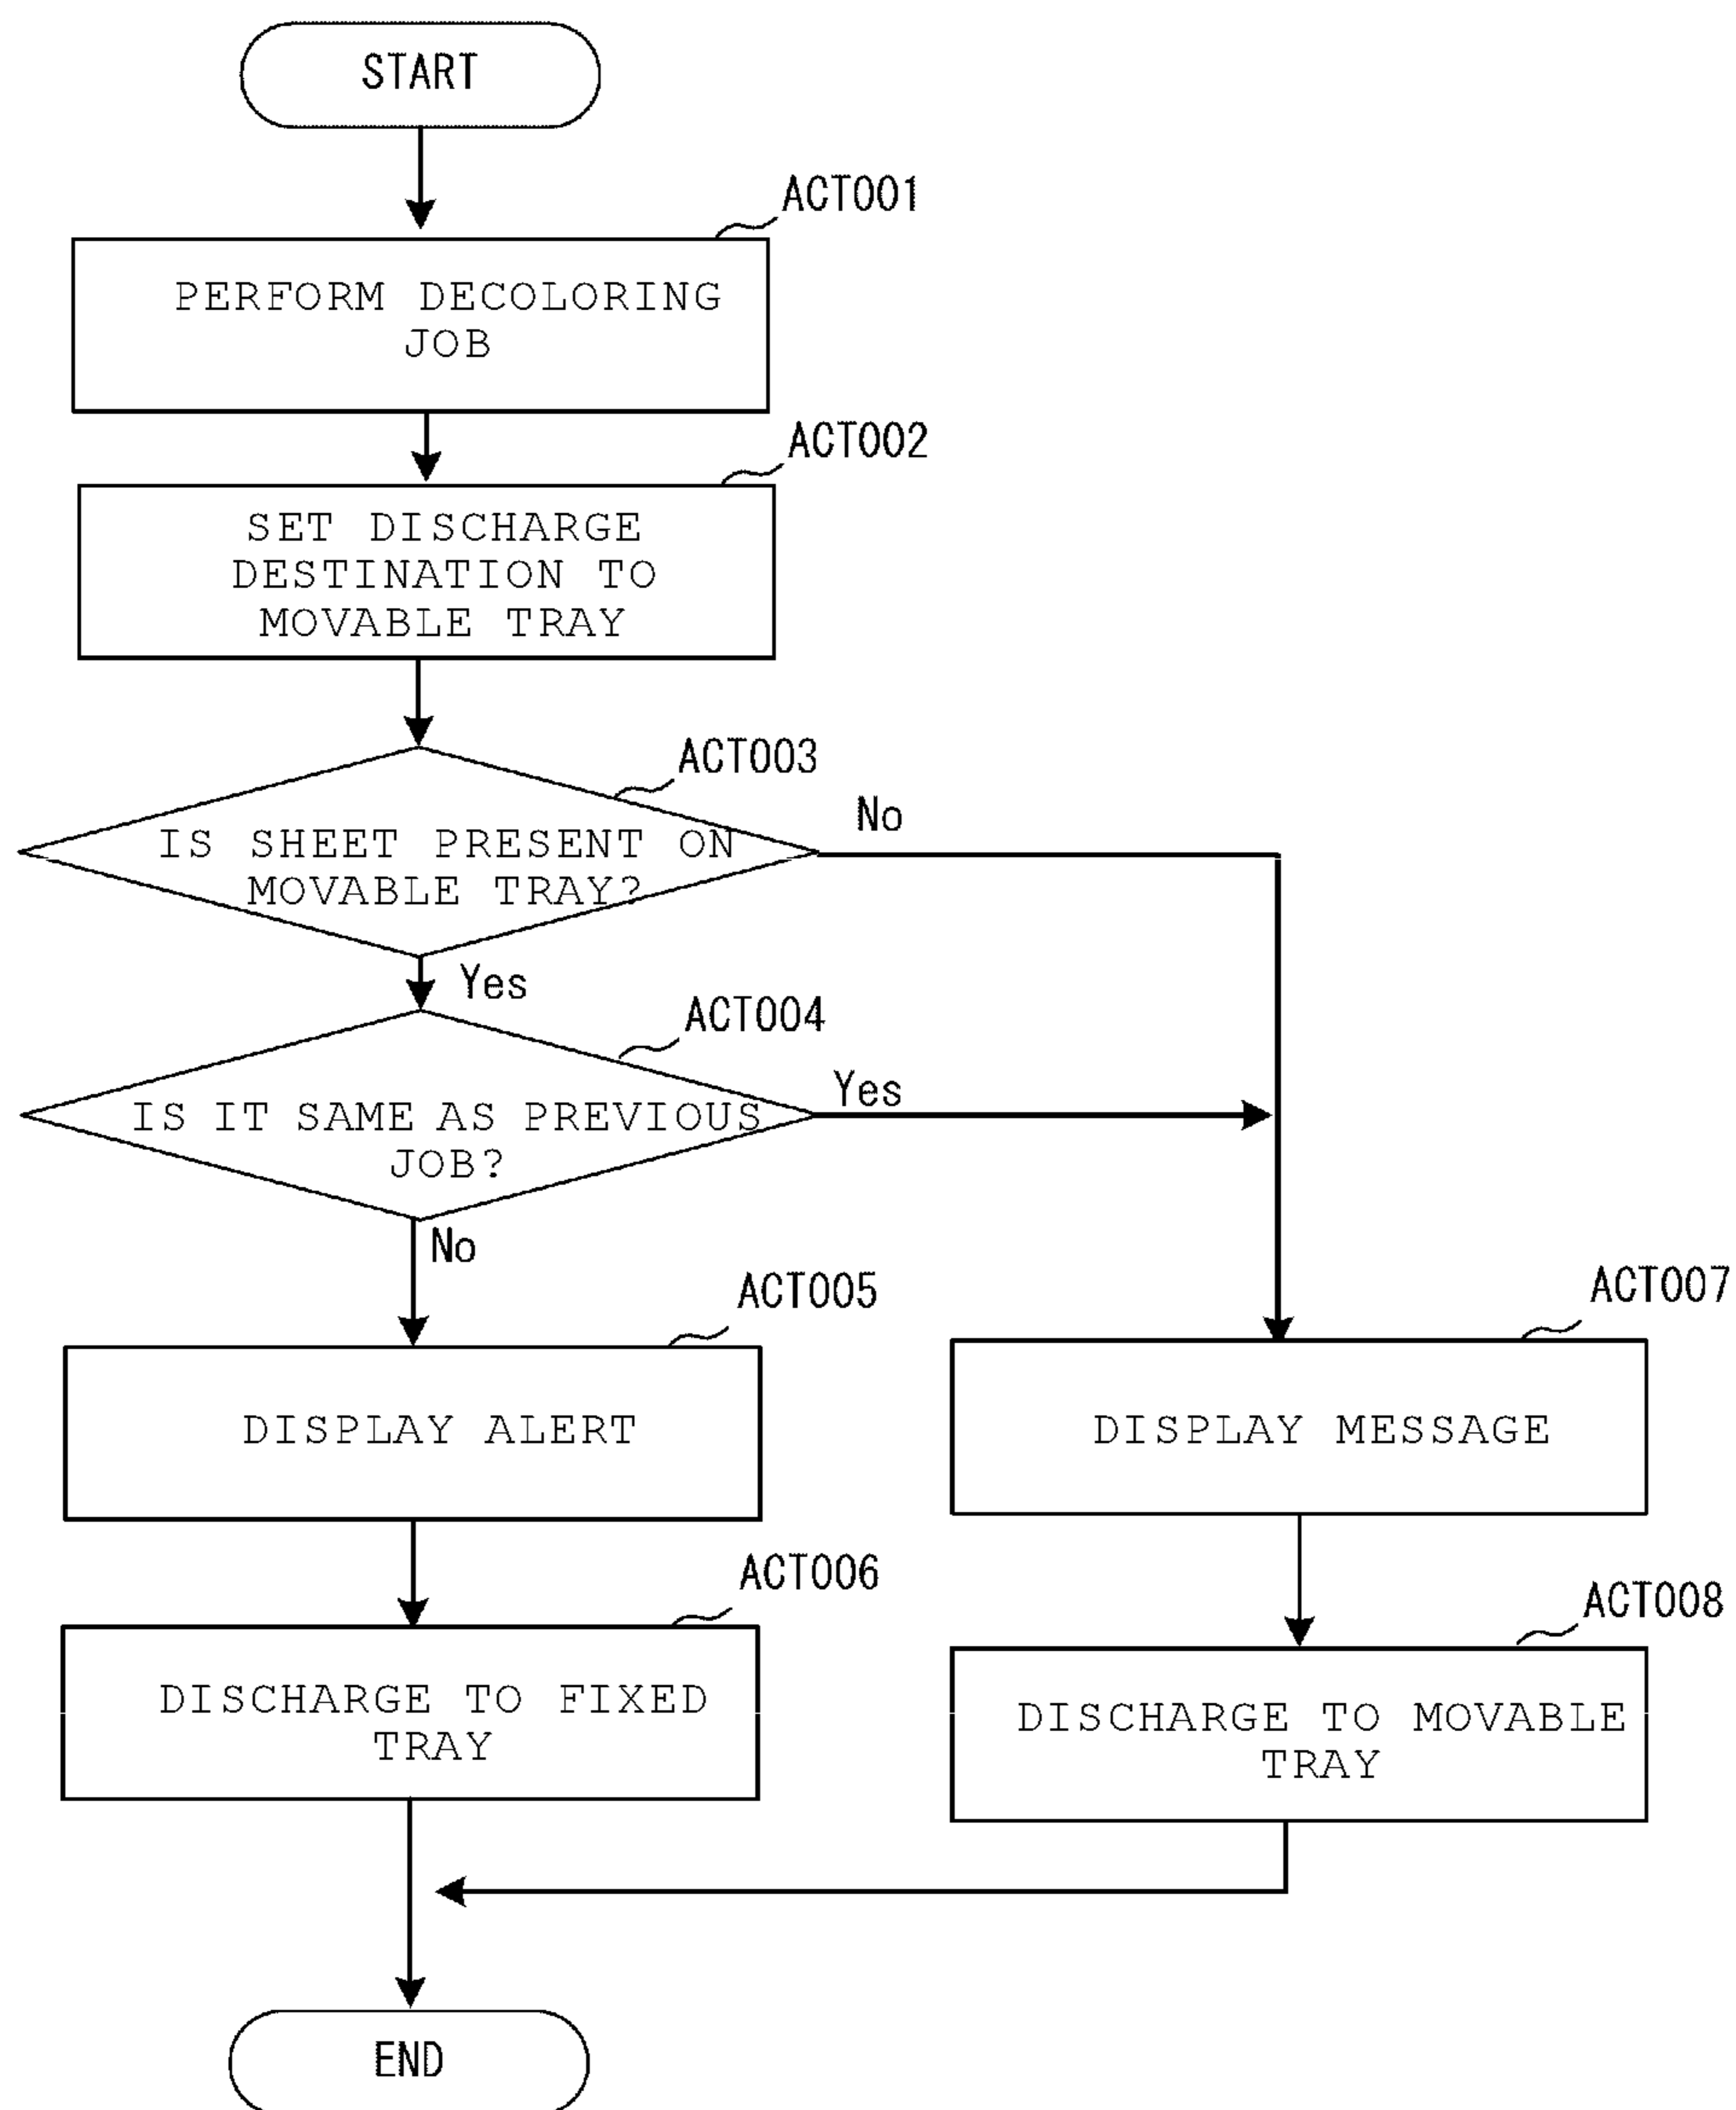 START
ACT001
PERFORM DECOLORING
JOB
ACT002
SET DISCHARGE
DESTINATION TO
MOVABLE TRAY
ACT003
No
IS SHEET PRESENT ON
MOVABLE TRAY?
Yes
ACT004
Yes
IS IT SAME AS PREVIOUS
JOB?
No
ACT005
DISPLAY ALERT
ACT006
DISCHARGE TO FIXED
TRAY
ACT007
DISPLAY MESSAGE
ACT008
DISCHARGE TO MOVABLE
TRAY
END